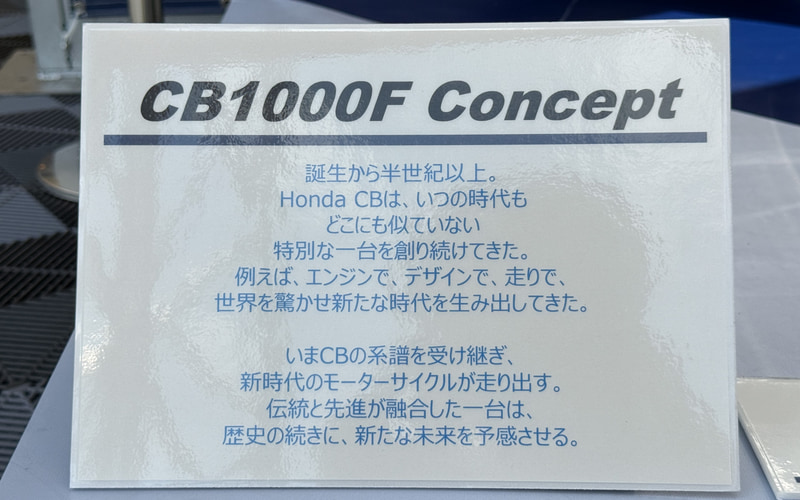 CB1000F Concept
誕生から半世紀以上。
Honda CBは、いつの時代も
どこにも似ていない
特別な一台を創り続けてきた。
例えば、エンジンで、デザインで、走りで、
世界を驚かせ新たな時代を生み出してきた。
いまCBの系譜を受け継ぎ、
新時代のモーターサイクルが走り出す。
伝統と先進が融合した一台は、
歴史の続きに、新たな未来を予感させる。